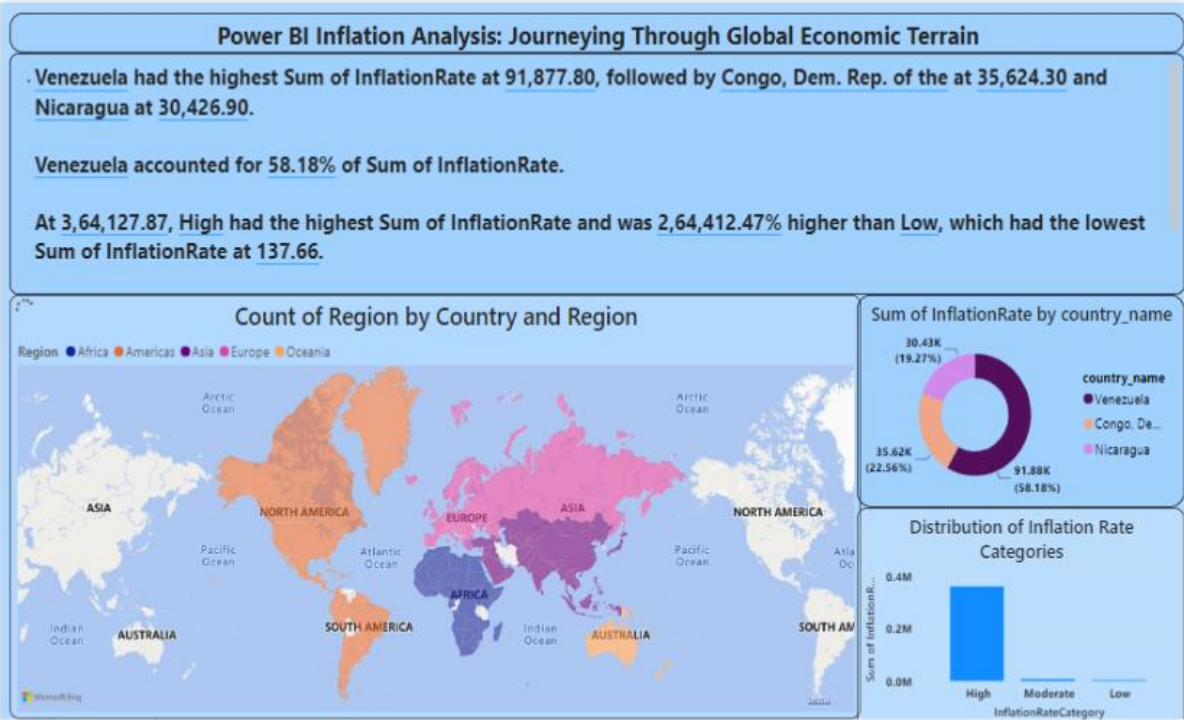 Power BI Inflation Analysis: Journeying Through Global Economic Terrain
Venezuela had the highest Sum of InflationRate at 91,877.80, followed by Congo, Dem. Rep. of the at 35,624.30 and
Nicaragua at 30,426.90.
Venezuela accounted for 58.18% of Sum of InflationRate.
At 3,64,127.87, High had the highest Sum of InflationRate and was 2,64,412.47% higher than Low, which had the lowest
Sum of InflationRate at 137.66.
Count of Region by Country and Region
Region Africa Americas Asia Europe Oceania
Arctic
Ocean
Arctic
Ocean
ASIA
NORTH AMERICA
EUROPE
ASIA
NORTH AMERICA
Pacific
Ocean
Atlantic
Ocean
Pacific
Ocean
Atla
Oc
AFRICA
Indian
Ocean
AUSTRALIA
SOUTH AMERICA
Indian
Ocean
AUSTRALIA
SOUTH AM
Microsoft Bing
Sum of InflationRate by country_name
30.43K
(19.27%)
35.62K
(22.56%)
91.88K
(58.18%)
country_name
Venezuela
Congo, De...
Nicaragua
Distribution of Inflation Rate
Categories
Sum of InflationR...
0.4M
0.2M
0.0M
High Moderate Low
InflationRateCategory